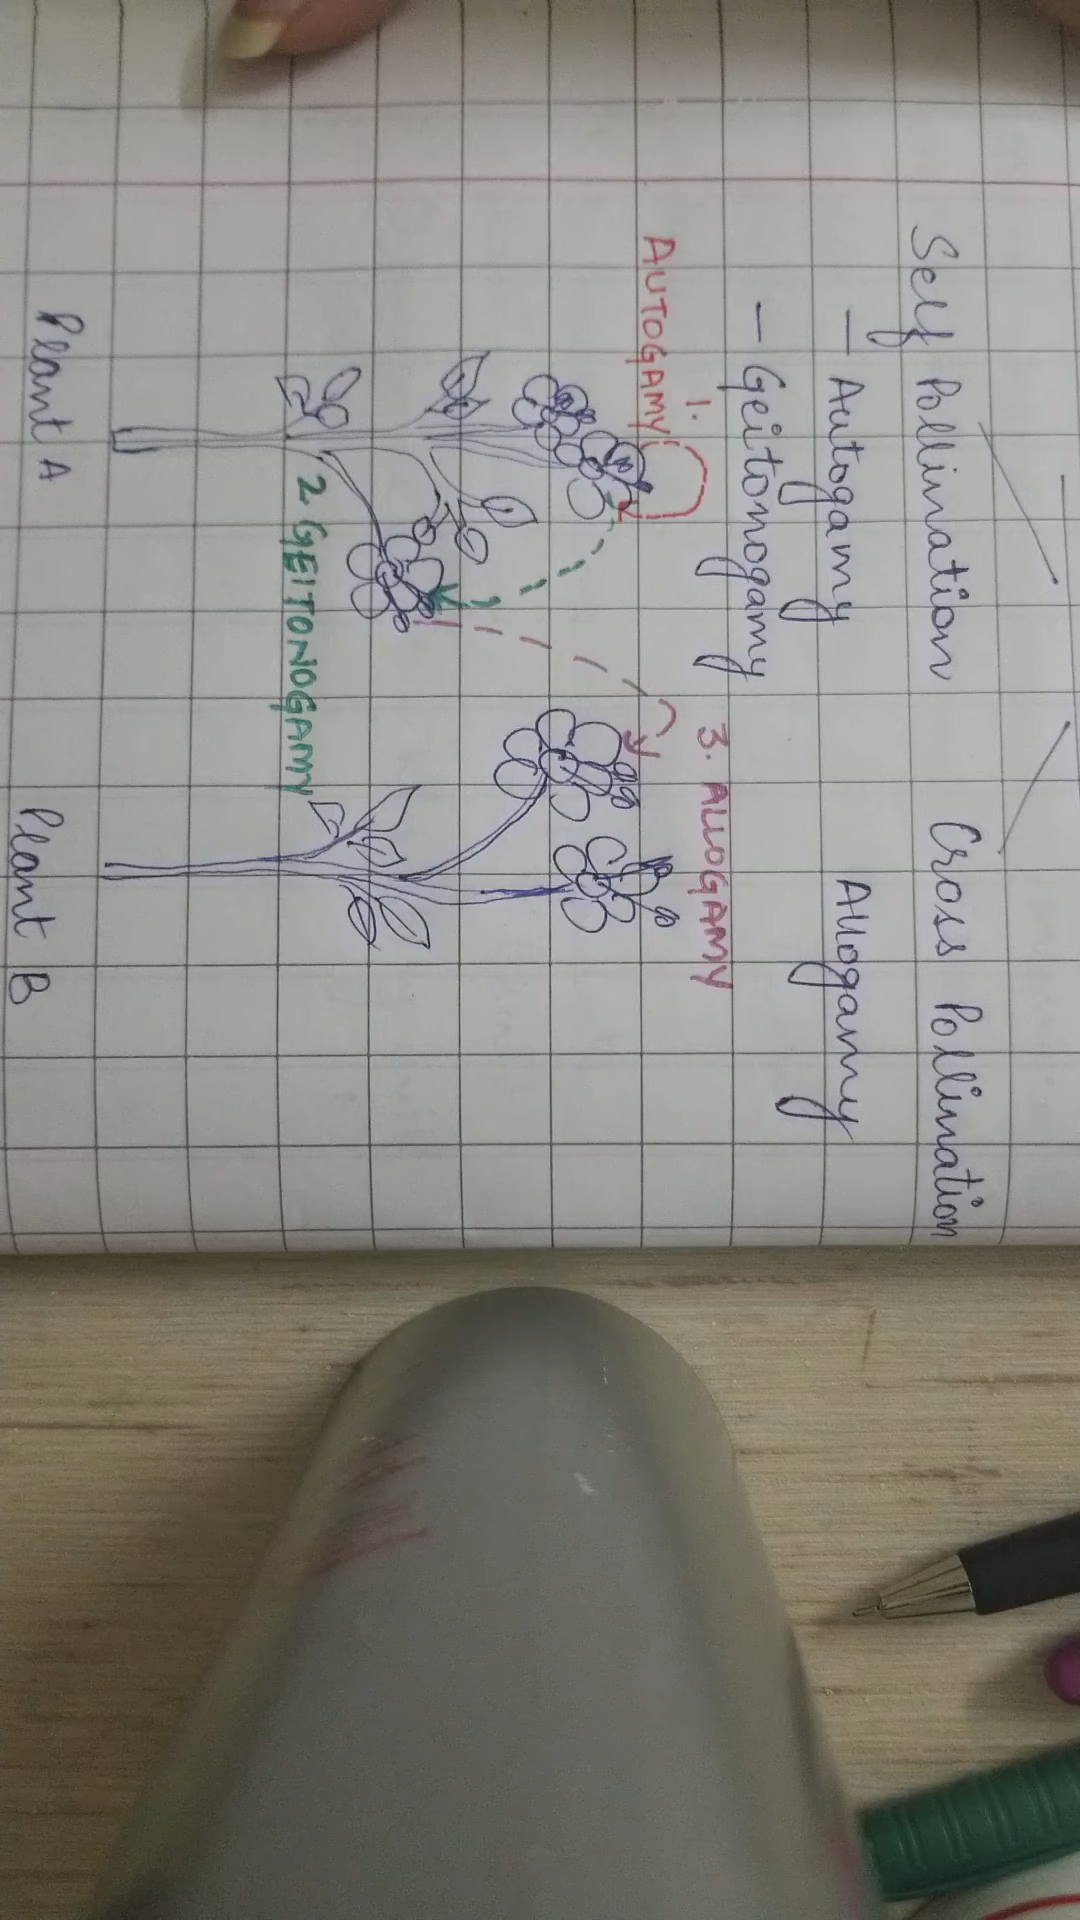 Self Pollination
Cross Pollination
– Autogamy
Allogamy
– Geitonogamy
1.
AUTOGAMY
3. ALLOGAMY
2 GEITONOGAMY
Plant A
Plant B